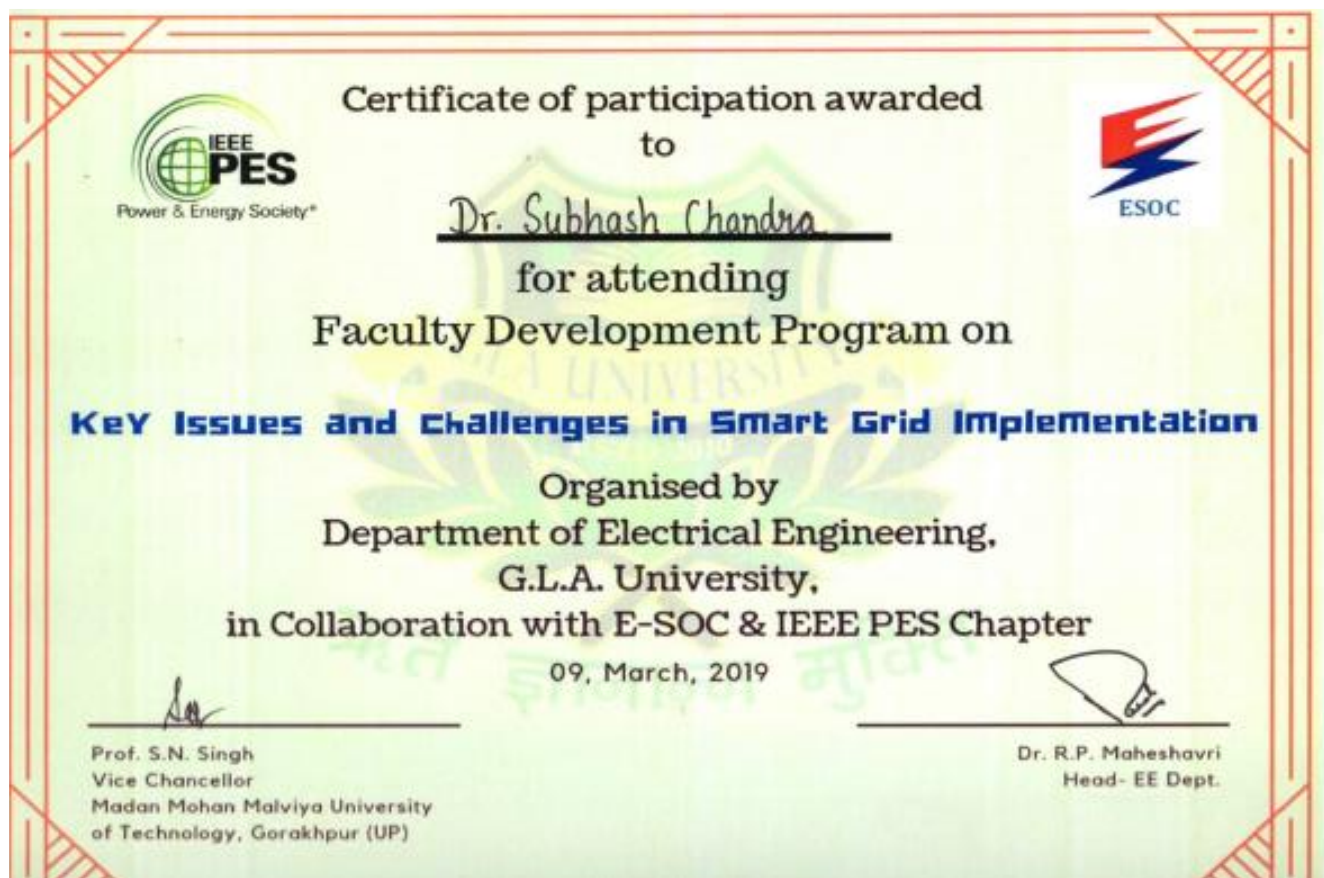 Certificate of participation awarded
to
IEEE
PES
Power & Energy Society®
ESOC
Dr. Subhash Chandra
for attending
Faculty Development Program on
G.L.A UNIVERSITY
Key Issues and Challenges in Smart Grid Implementation
Organised by
Department of Electrical Engineering,
G.L.A. University,
in Collaboration with E-SOC & IEEE PES Chapter
09, March, 2019
Prof. S.N. Singh
Vice Chancellor
Madan Mohan Malviya University
of Technology, Gorakhpur (UP)
Dr. R.P. Maheshavri
Head- EE Dept.